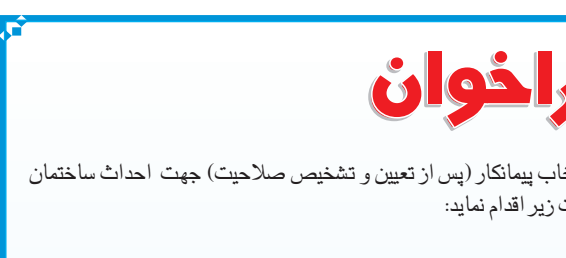 راخوان
خاب پیمانکار (پس از تعیین و تشخیص صلاحیت) جهت احداث ساختمان
ت زیر اقدام نماید: